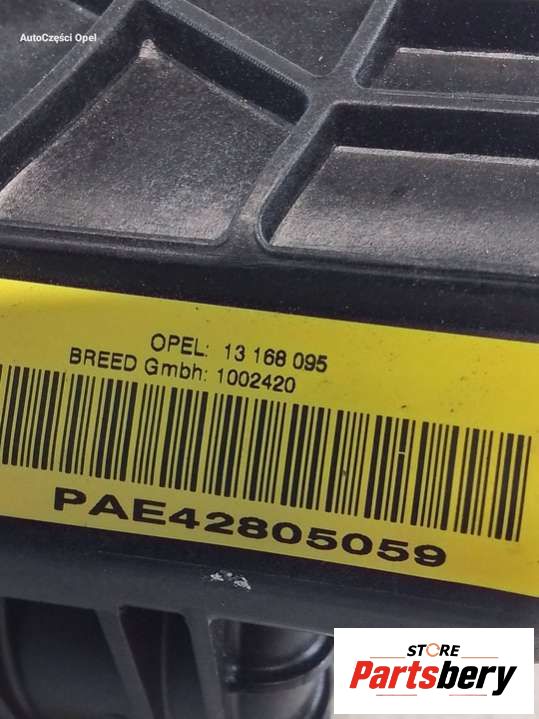 AutoCzęści Opel
OPEL: 13 168 095
BREED Gmbh: 1002420
PAE42805059
STORE
Partsbery